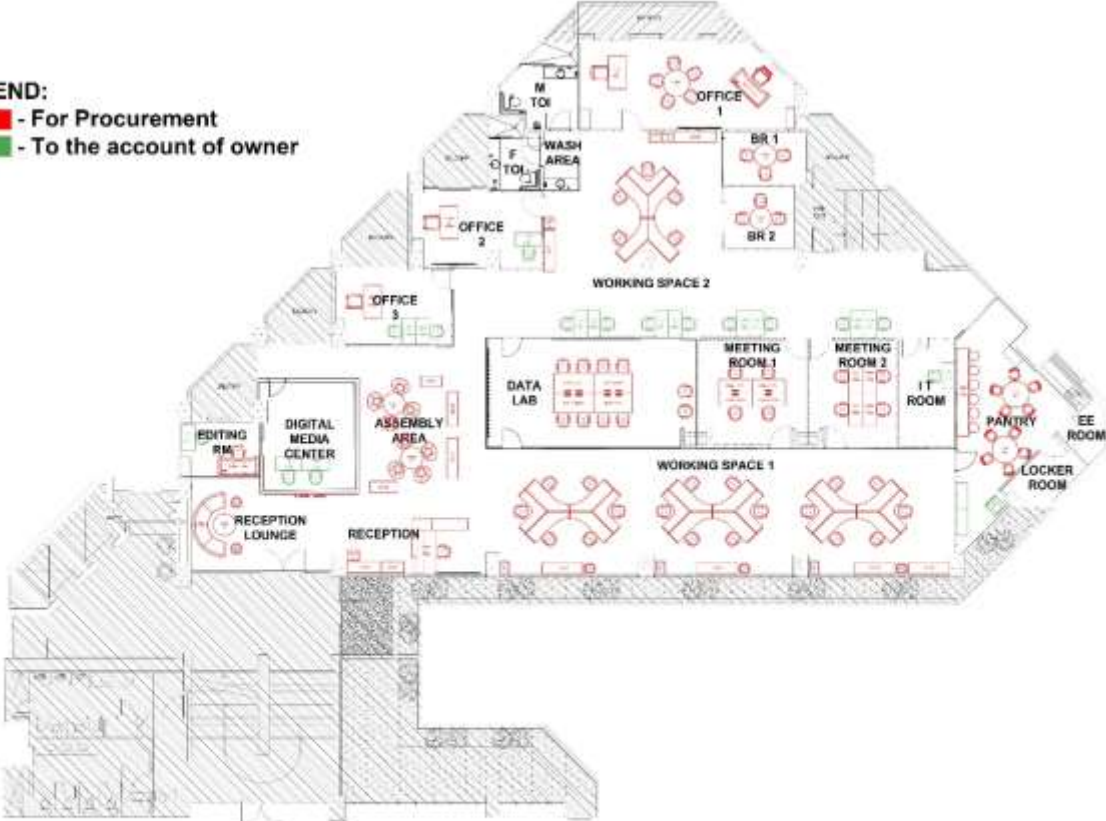 END:
- For Procurement
- To the account of owner
M
TOI
OFFICE
1
WASH
AREA
F
TOI
BR 1
OFFICE
2
BR 2
WORKING SPACE 2
OFFICE
3
MEETING
ROOM 1
MEETING
ROOM 2
DATA
LAB
I T
ROOM
PANTRY
EE
ROOM
LOCKER
ROOM
DIGITAL
MEDIA
CENTER
ASSEMBLY
AREA
EDITING
RM
WORKING SPACE 1
RECEPTION
LOUNGE
RECEPTION